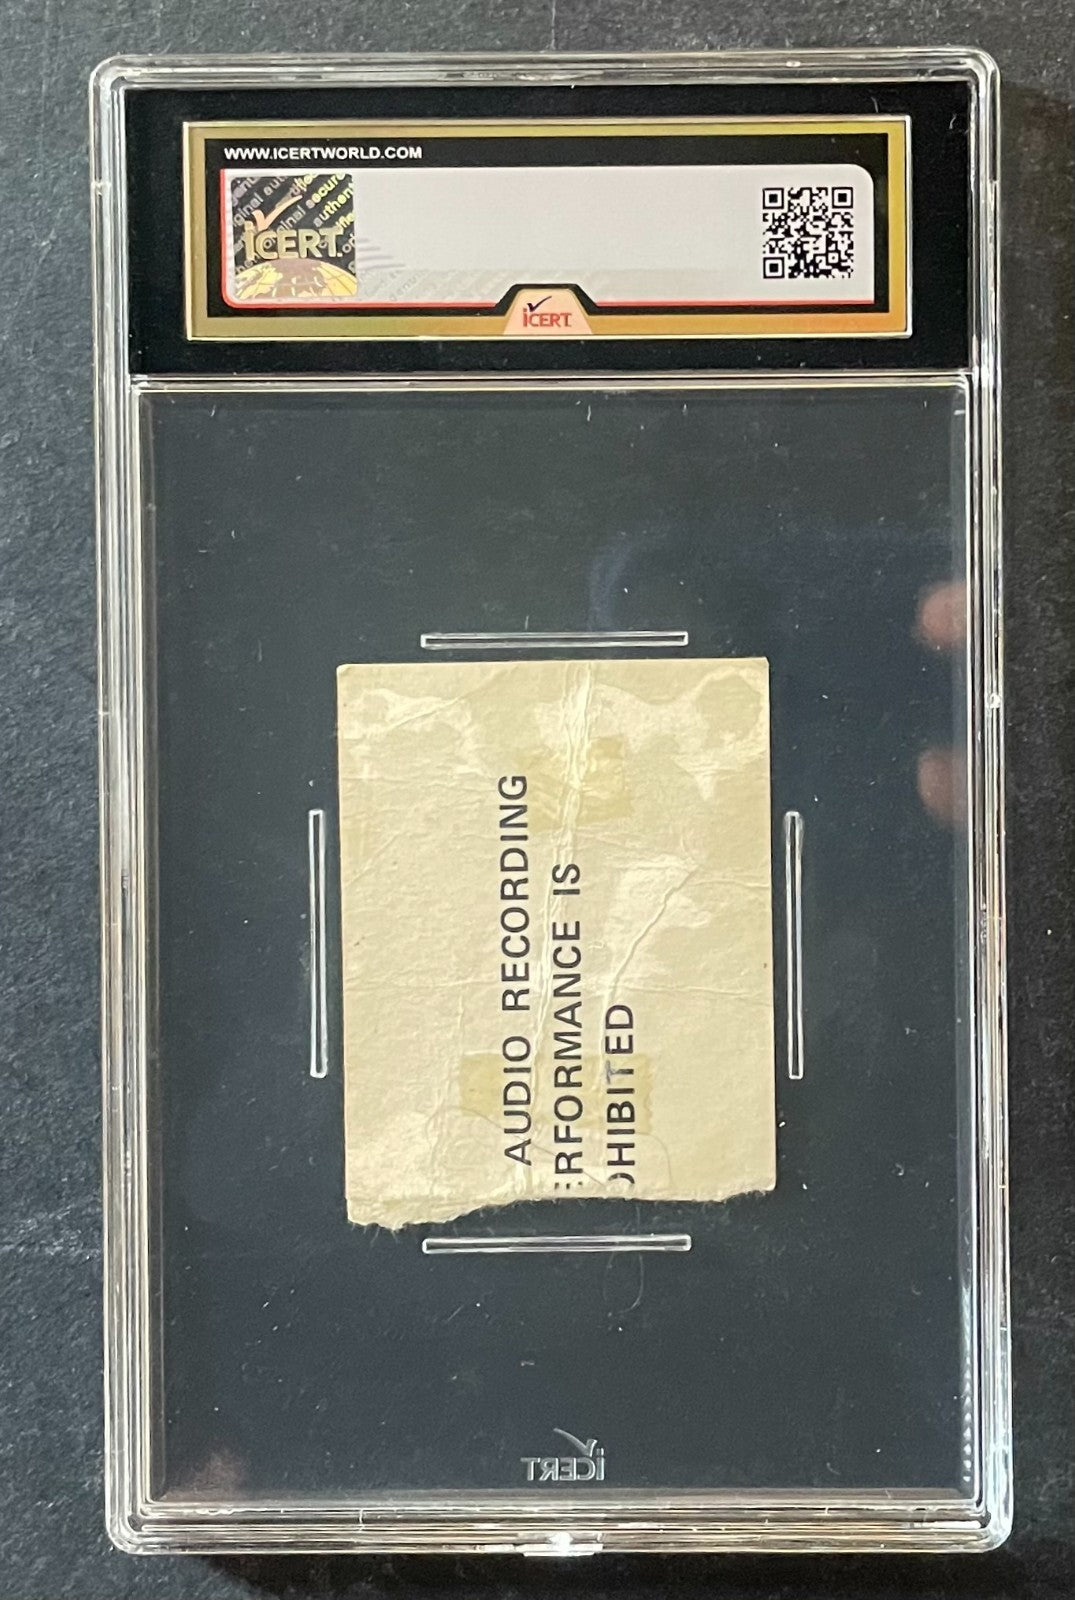 WWW.ICERTWORLD.COM
iCERT
iCERT
AUDIO RECORDING
ERFORMANCE IS
OHIBITED
iCERT